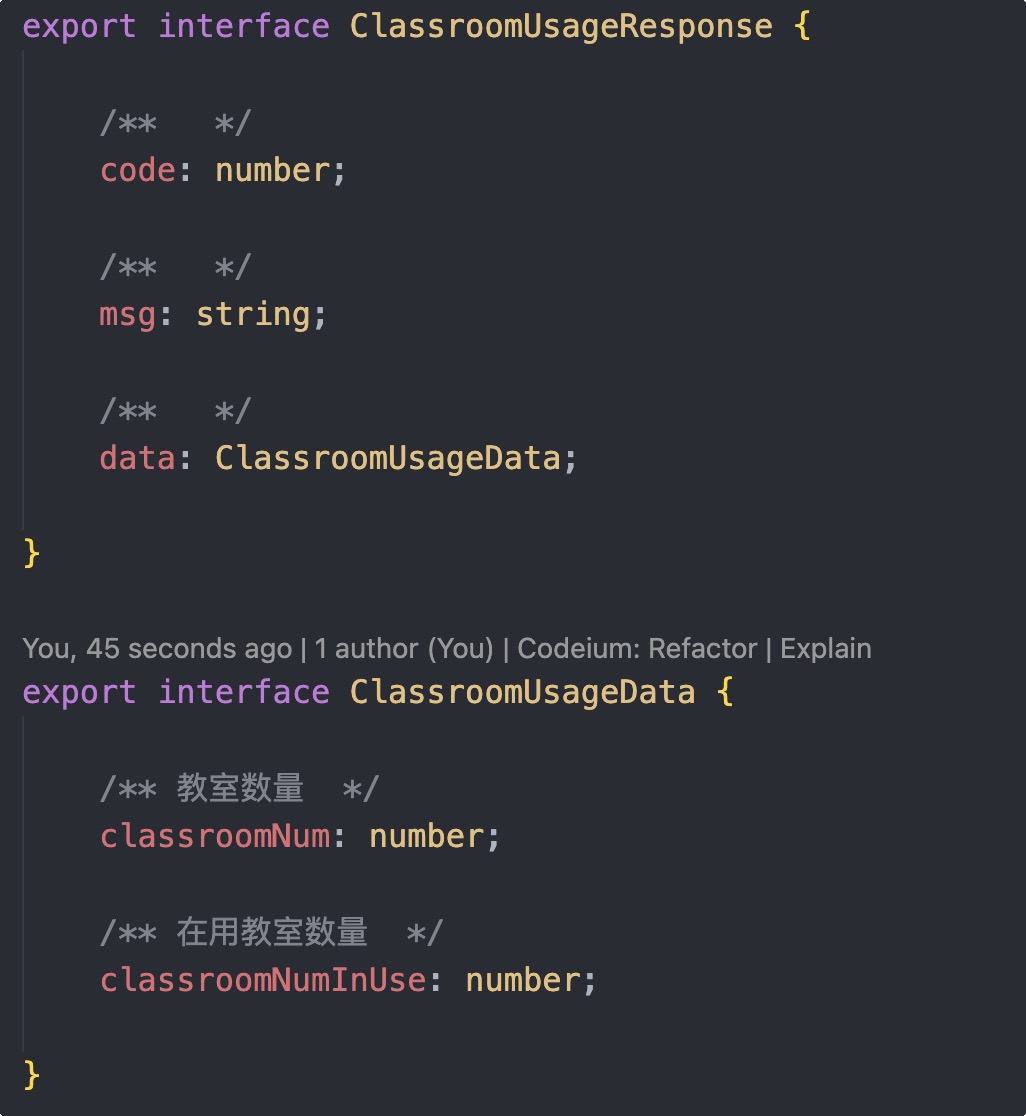 export interface ClassroomUsageResponse {
/**   */
code: number;
/**   */
msg: string;
/**   */
data: ClassroomUsageData;
}
You, 45 seconds ago | 1 author (You) | Codeium: Refactor | Explain
export interface ClassroomUsageData {
/** 教室数量  */
classroomNum: number;
/** 在用教室数量  */
classroomNumInUse: number;
}